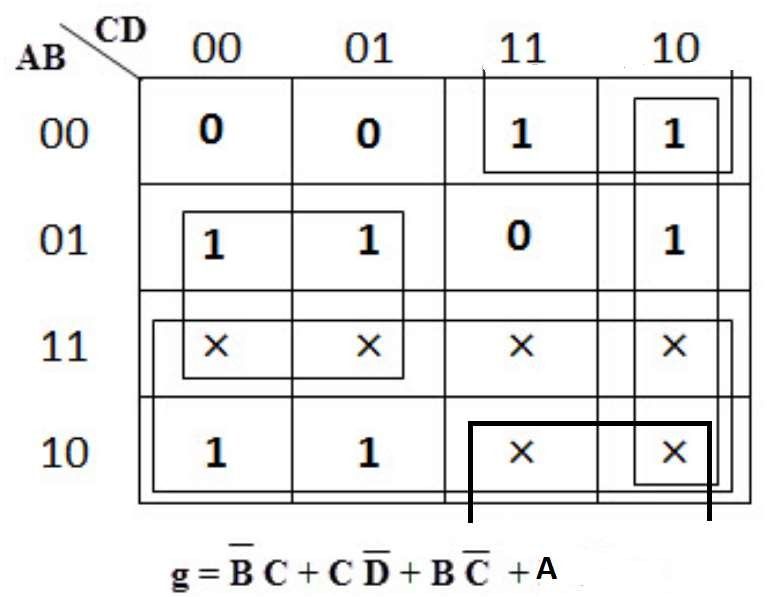 CD
AB 00 01 11 10
00 0 0 1 1
01 1 1 0 1
11 × × × ×
10 1 1 × ×
g = B̅ C + C D̅ + B C̅ + A